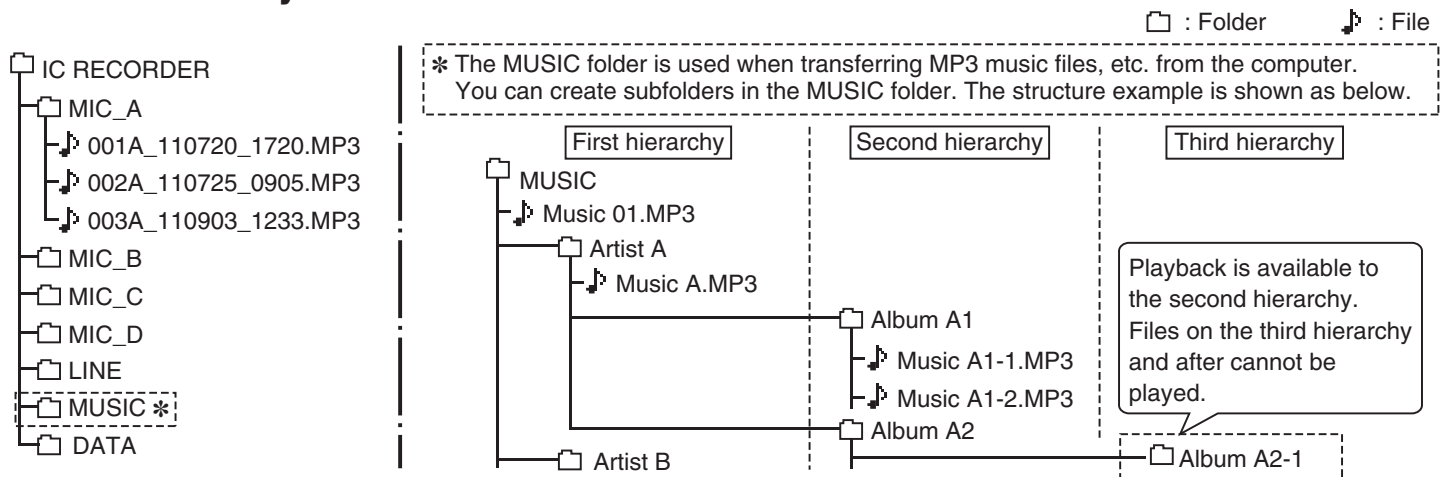 : Folder : File
IC RECORDER
MIC_A
001A_110720_1720.MP3
002A_110725_0905.MP3
003A_110903_1233.MP3
MIC_B
MIC_C
MIC_D
LINE
MUSIC *
DATA
* The MUSIC folder is used when transferring MP3 music files, etc. from the computer.
You can create subfolders in the MUSIC folder. The structure example is shown as below.
First hierarchy Second hierarchy Third hierarchy
MUSIC
Music 01.MP3
Artist A
Music A.MP3
Album A1
Music A1-1.MP3
Music A1-2.MP3
Album A2
Album A2-1
Artist B
Playback is available to
the second hierarchy.
Files on the third hierarchy
and after cannot be
played.